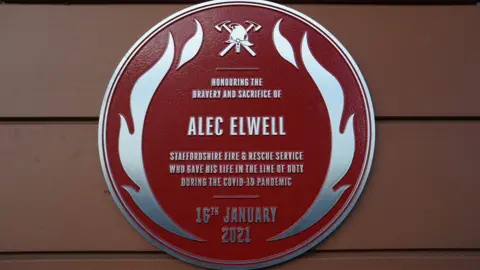 HONOURING THE
BRAVERY AND SACRIFICE OF
ALEC ELWELL
STAFFORDSHIRE FIRE & RESCUE SERVICE
WHO GAVE HIS LIFE IN THE LINE OF DUTY
DURING THE COVID-19 PANDEMIC
16TH JANUARY
2021